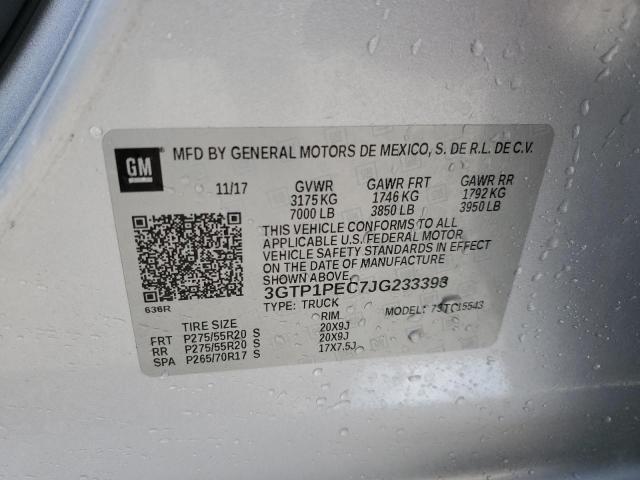 GM MFD BY GENERAL MOTORS DE MEXICO, S. DE R.L. DE C.V.
11/17 GVWR GAWR FRT GAWR RR
3175 KG 1746 KG 1792 KG
7000 LB 3850 LB 3950 LB
THIS VEHICLE CONFORMS TO ALL
APPLICABLE U.S. FEDERAL MOTOR
VEHICLE SAFETY STANDARDS IN EFFECT
ON THE DATE OF MANUFACTURE
SHOWN ABOVE.
3GTP1PEC7JG233393
636R TYPE: TRUCK MODEL:
TIRE SIZE RIM
FRT P275/55R20 S 20X9J
RR P275/55R20 S 20X9J
SPA P265/70R17 S 17X7.5J